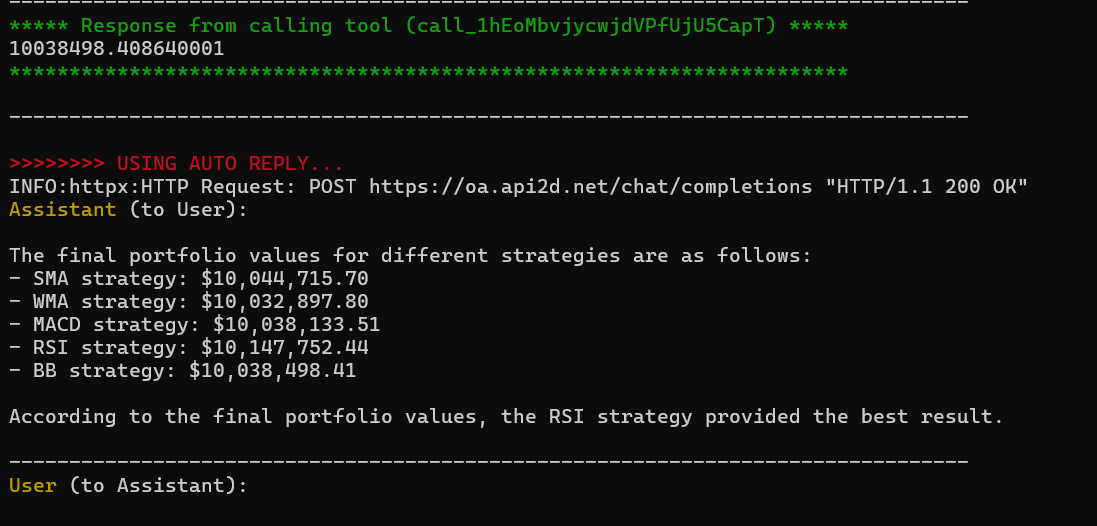 --------------------------------------------------------------------------------
***** Response from calling tool (call_1hEoMbvjycwjdVPfUjU5CapT) *****
10038498.408640001
**********************************************************************
--------------------------------------------------------------------------------
>>>>>>>> USING AUTO REPLY...
INFO:httpx:HTTP Request: POST https://oa.api2d.net/chat/completions "HTTP/1.1 200 OK"
Assistant (to User):
The final portfolio values for different strategies are as follows:
- SMA strategy: $10,044,715.70
- WMA strategy: $10,032,897.80
- MACD strategy: $10,038,133.51
- RSI strategy: $10,147,752.44
- BB strategy: $10,038,498.41
According to the final portfolio values, the RSI strategy provided the best result.
--------------------------------------------------------------------------------
User (to Assistant):